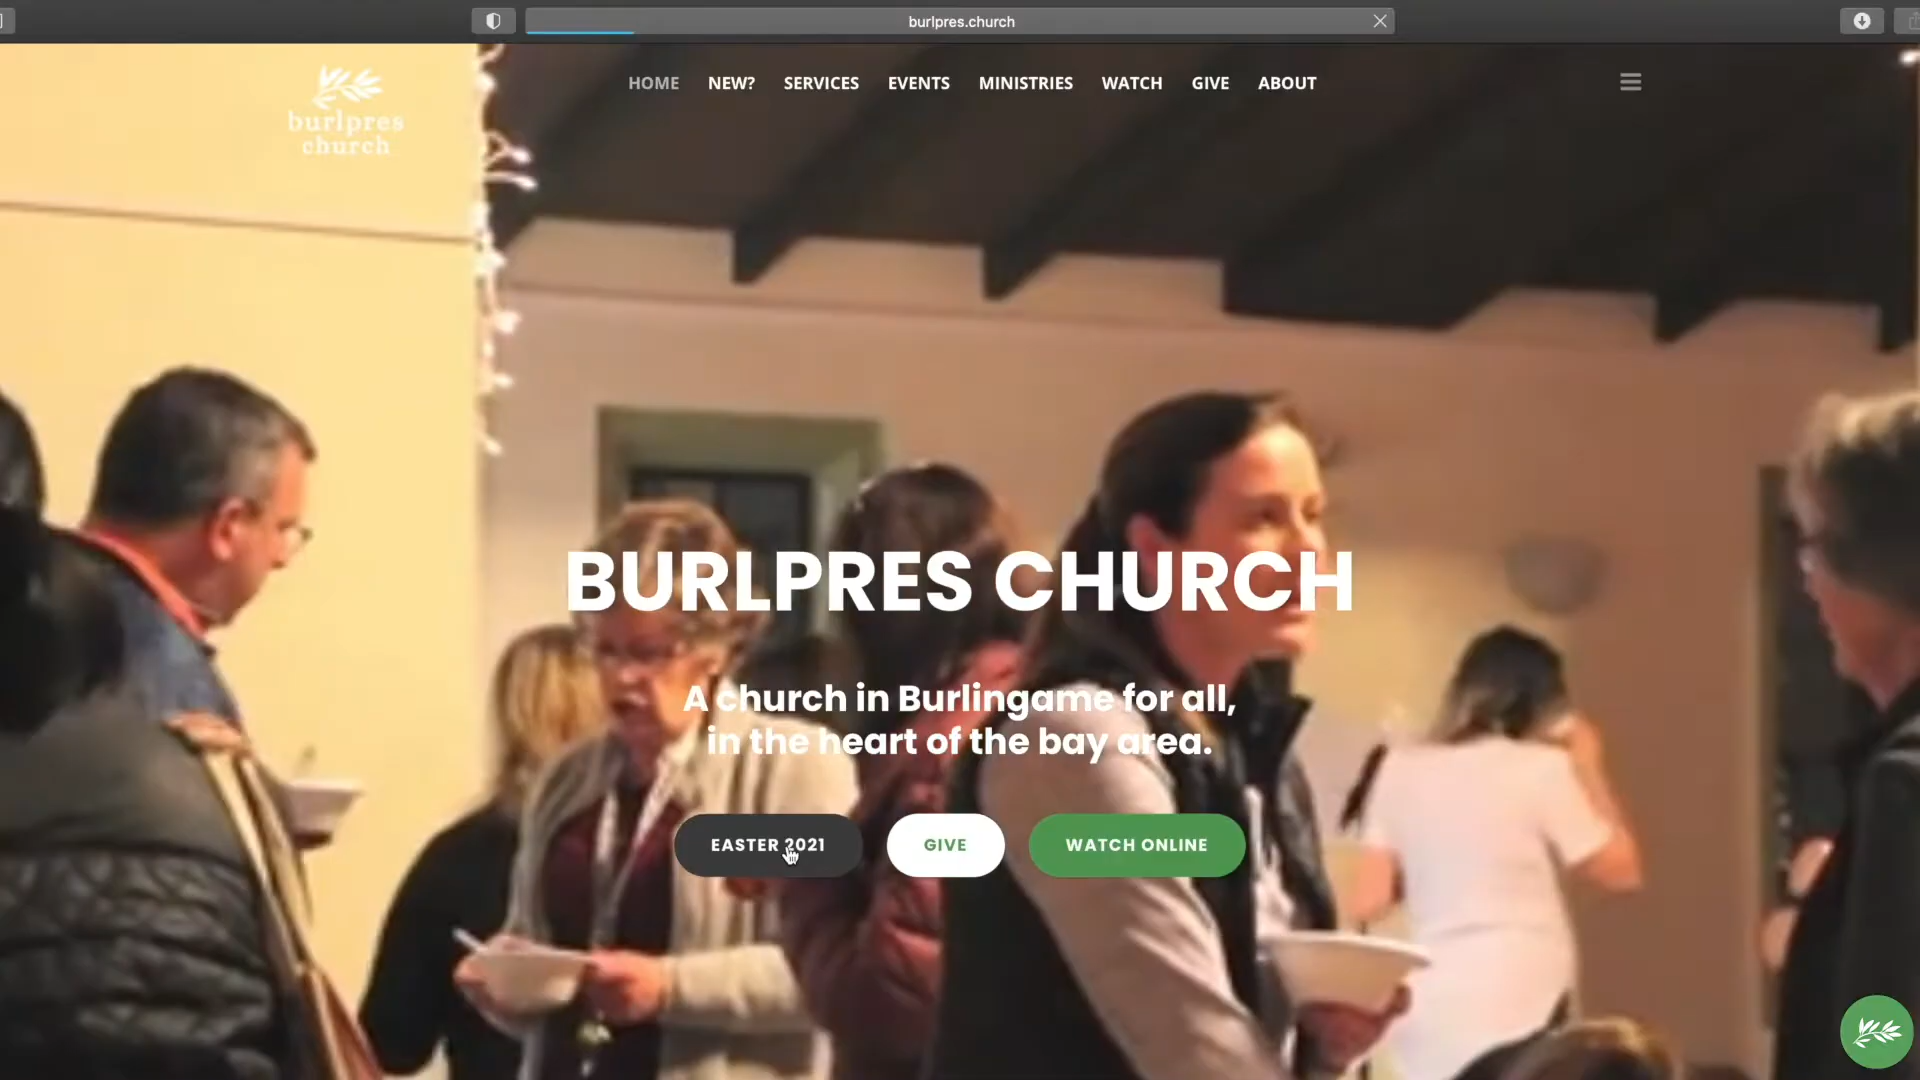 burlpres.church
burlpres
church
HOME NEW? SERVICES EVENTS MINISTRIES WATCH GIVE ABOUT
BURLPRES CHURCH
A church in Burlingame for all,
in the heart of the bay area.
EASTER 2021 GIVE WATCH ONLINE